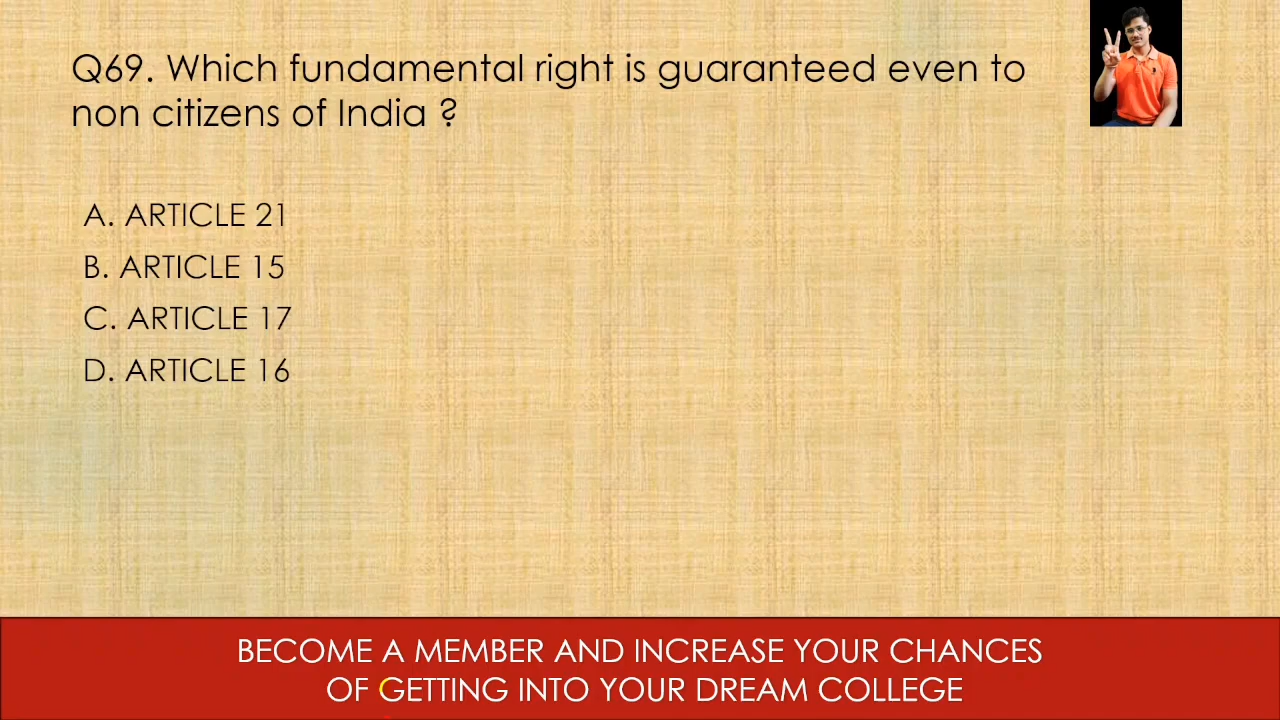 Q69. Which fundamental right is guaranteed even to
non citizens of India ?
A. ARTICLE 21
B. ARTICLE 15
C. ARTICLE 17
D. ARTICLE 16
BECOME A MEMBER AND INCREASE YOUR CHANCES
OF GETTING INTO YOUR DREAM COLLEGE